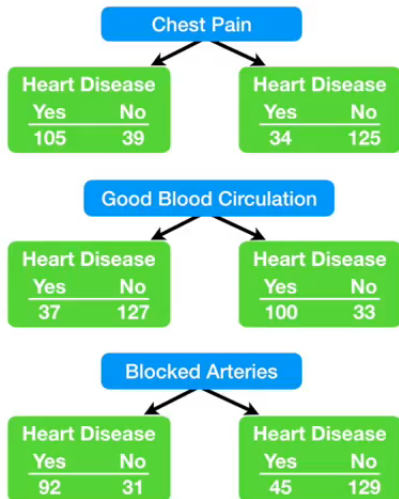 Chest Pain
Heart Disease Heart Disease
Yes No Yes No
105 39 34 125
Good Blood Circulation
Heart Disease Heart Disease
Yes No Yes No
37 127 100 33
Blocked Arteries
Heart Disease Heart Disease
Yes No Yes No
92 31 45 129